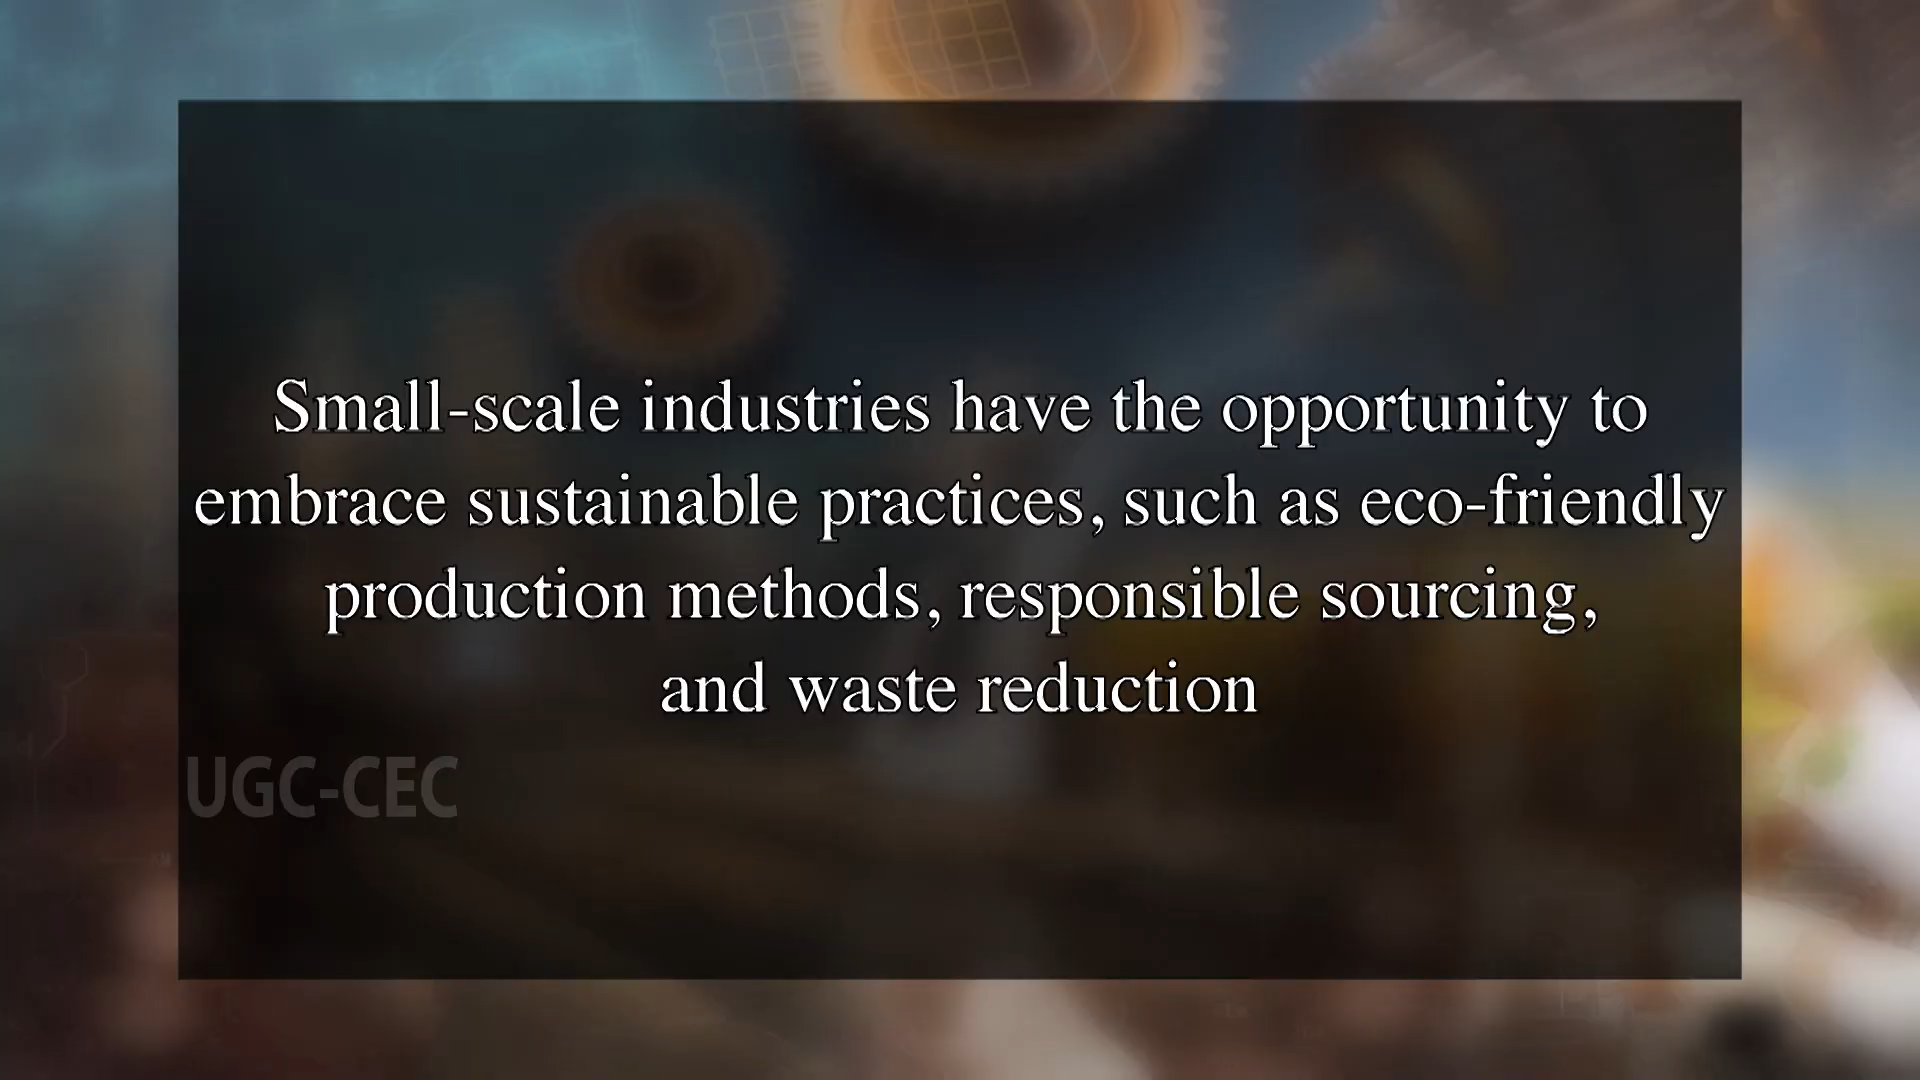 Small-scale industries have the opportunity to
embrace sustainable practices, such as eco-friendly
production methods, responsible sourcing,
and waste reduction
UGC-CEC